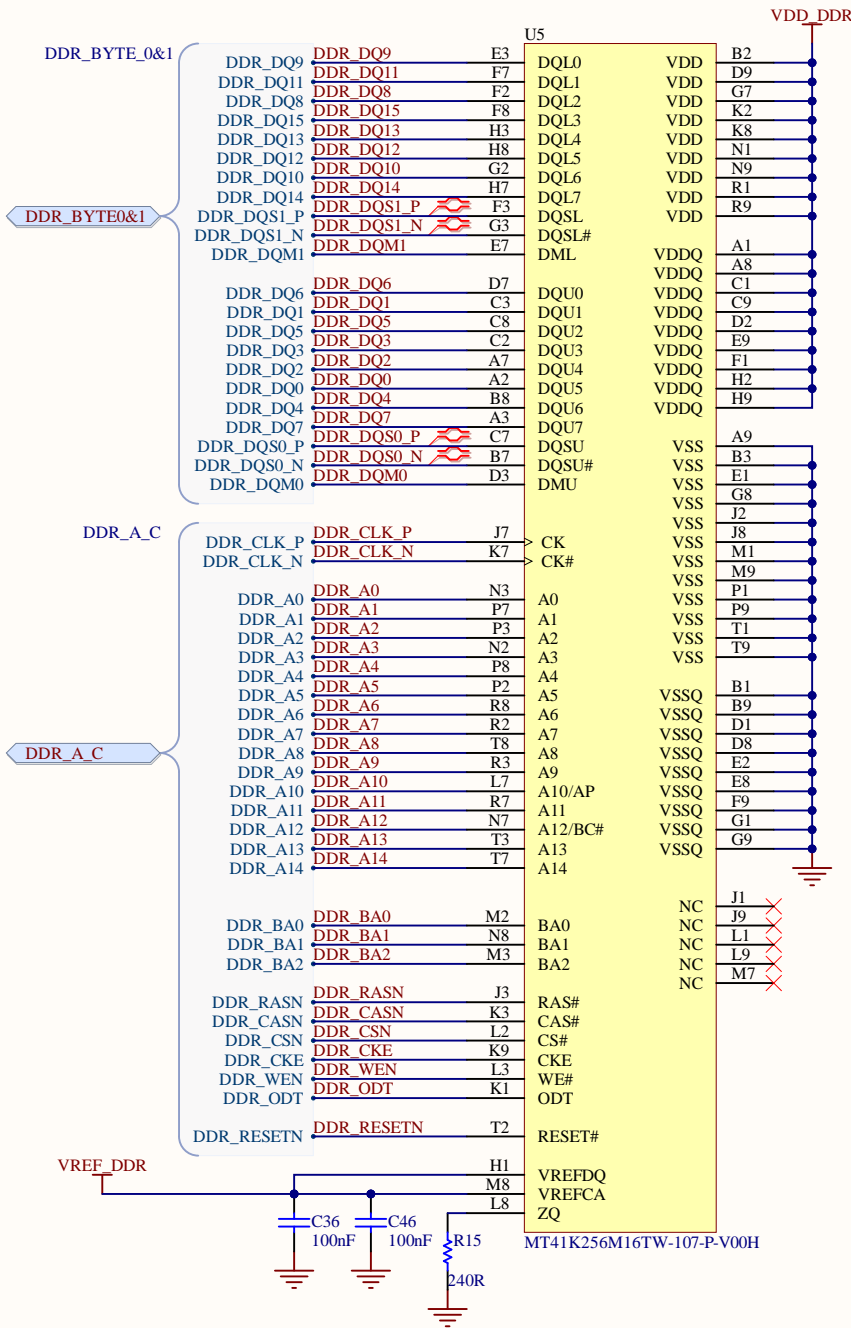 VDD_DDR
U5
DDR_BYTE_0&1
DDR_DQ9 DDR_DQ9 E3 DQL0 VDD B2
DDR_DQ11 DDR_DQ11 F7 DQL1 VDD D9
DDR_DQ8 DDR_DQ8 F2 DQL2 VDD G7
DDR_DQ15 DDR_DQ15 F8 DQL3 VDD K2
DDR_DQ13 DDR_DQ13 H3 DQL4 VDD K8
DDR_DQ12 DDR_DQ12 H8 DQL5 VDD N1
DDR_DQ10 DDR_DQ10 G2 DQL6 VDD N9
DDR_DQ14 DDR_DQ14 H7 DQL7 VDD R1
DDR_BYTE0&1 DDR_DQS1_P DDR_DQS1_P F3 DQSL VDD R9
DDR_DQS1_N DDR_DQS1_N G3 DQSL#
DDR_DQM1 DDR_DQM1 E7 DML VDDQ A1
VDDQ A8
DDR_DQ6 DDR_DQ6 D7 DQU0 VDDQ C1
DDR_DQ1 DDR_DQ1 C3 DQU1 VDDQ C9
DDR_DQ5 DDR_DQ5 C8 DQU2 VDDQ D2
DDR_DQ3 DDR_DQ3 C2 DQU3 VDDQ E9
DDR_DQ2 DDR_DQ2 A7 DQU4 VDDQ F1
DDR_DQ0 DDR_DQ0 A2 DQU5 VDDQ H2
DDR_DQ4 DDR_DQ4 B8 DQU6 VDDQ H9
DDR_DQ7 DDR_DQ7 A3 DQU7
DDR_DQS0_P DDR_DQS0_P C7 DQSU VSS A9
DDR_DQS0_N DDR_DQS0_N B7 DQSU# VSS B3
DDR_DQM0 DDR_DQM0 D3 DMU VSS E1
VSS G8
DDR_A_C VSS J2
DDR_CLK_P DDR_CLK_P J7 CK VSS J8
DDR_CLK_N DDR_CLK_N K7 CK# VSS M1
VSS M9
DDR_A0 DDR_A0 N3 A0 VSS P1
DDR_A1 DDR_A1 P7 A1 VSS P9
DDR_A2 DDR_A2 P3 A2 VSS T1
DDR_A3 DDR_A3 N2 A3 VSS T9
DDR_A4 DDR_A4 P8 A4
DDR_A5 DDR_A5 P2 A5 VSSQ B1
DDR_A6 DDR_A6 R8 A6 VSSQ B9
DDR_A7 DDR_A7 R2 A7 VSSQ D1
DDR_A_C DDR_A8 DDR_A8 T8 A8 VSSQ D8
DDR_A9 DDR_A9 R3 A9 VSSQ E2
DDR_A10 DDR_A10 L7 A10/AP VSSQ E8
DDR_A11 DDR_A11 R7 A11 VSSQ F9
DDR_A12 DDR_A12 N7 A12/BC# VSSQ G1
DDR_A13 DDR_A13 T3 A13 VSSQ G9
DDR_A14 DDR_A14 T7 A14
NC J1
DDR_BA0 DDR_BA0 M2 BA0 NC J9
DDR_BA1 DDR_BA1 N8 BA1 NC L1
DDR_BA2 DDR_BA2 M3 BA2 NC L9
NC M7
DDR_RASN DDR_RASN J3 RAS#
DDR_CASN DDR_CASN K3 CAS#
DDR_CSN DDR_CSN L2 CS#
DDR_CKE DDR_CKE K9 CKE
DDR_WEN DDR_WEN L3 WE#
DDR_ODT DDR_ODT K1 ODT
DDR_RESETN DDR_RESETN T2 RESET#
VREF_DDR
H1 VREFDQ
M8 VREFCA
L8 ZQ
C36 C46 R15
100nF 100nF
MT41K256M16TW-107-P-V00H
240R